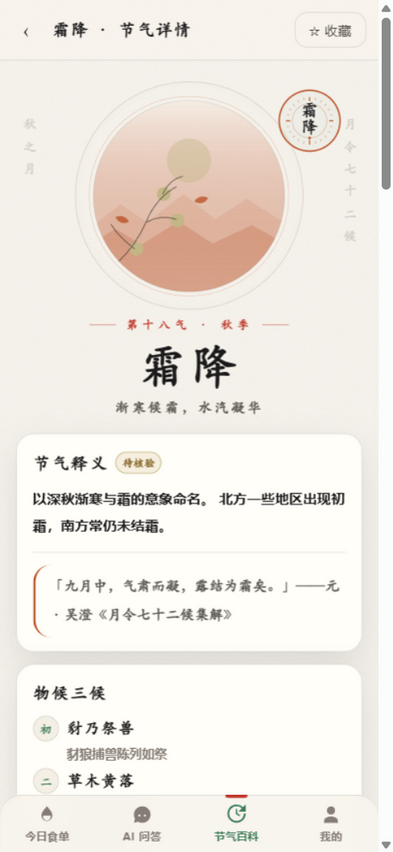 ‹ 霜降 · 节气详情 ☆ 收藏
霜降
秋之月
月令七十二候
第十八气 · 秋季
霜降
渐寒候霜，水汽凝华
节气释义 待核验
以深秋渐寒与霜的意象命名。 北方一些地区出现初
霜，南方常仍未结霜。
「九月中，气肃而凝，露结为霜矣。」——元
· 吴澄《月令七十二候集解》
物候三候
初 豺乃祭兽
豺狼捕兽陈列如祭
二 草木黄落
今日食单 AI 问答 节气百科 我的